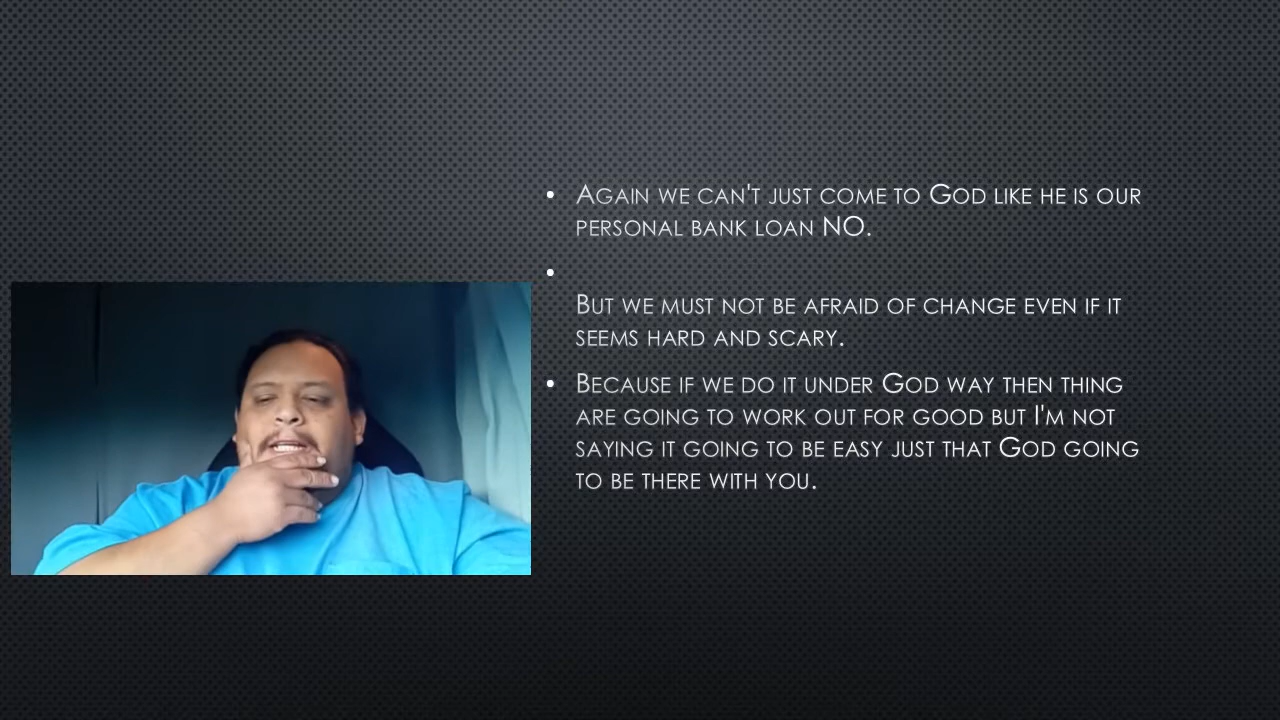 • Again we can't just come to God like he is our
personal bank loan NO.
•
But we must not be afraid of change even if it
seems hard and scary.
• Because if we do it under God way then thing
are going to work out for good but I'm not
saying it going to be easy just that God going
to be there with you.